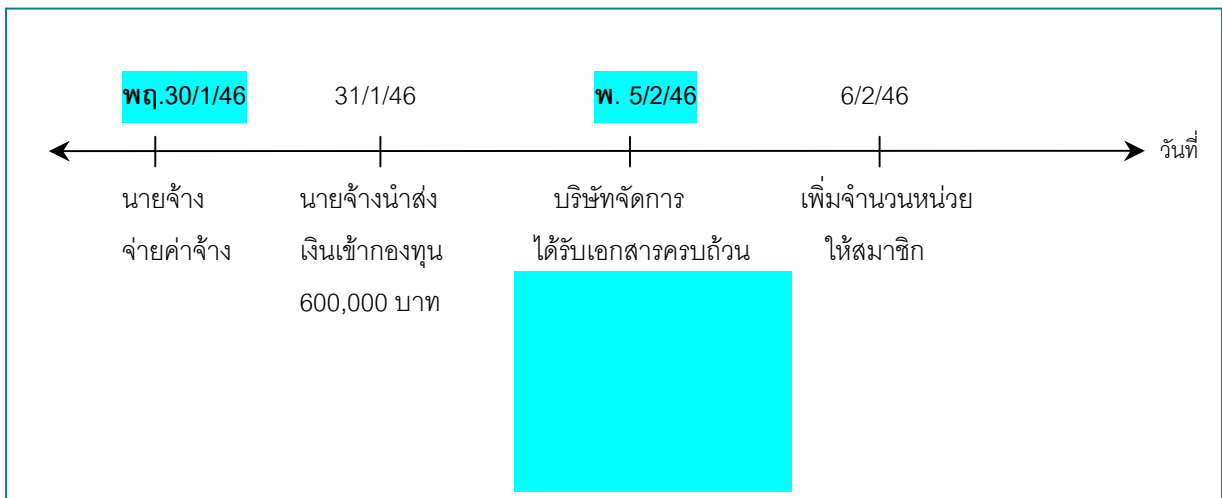 พฤ.30/1/46 31/1/46 พ. 5/2/46 6/2/46
วันที่
นายจ้าง นายจ้างนำส่ง บริษัทจัดการ เพิ่มจำนวนหน่วย
จ่ายค่าจ้าง เงินเข้ากองทุน ได้รับเอกสารครบถ้วน ให้สมาชิก
600,000 บาท